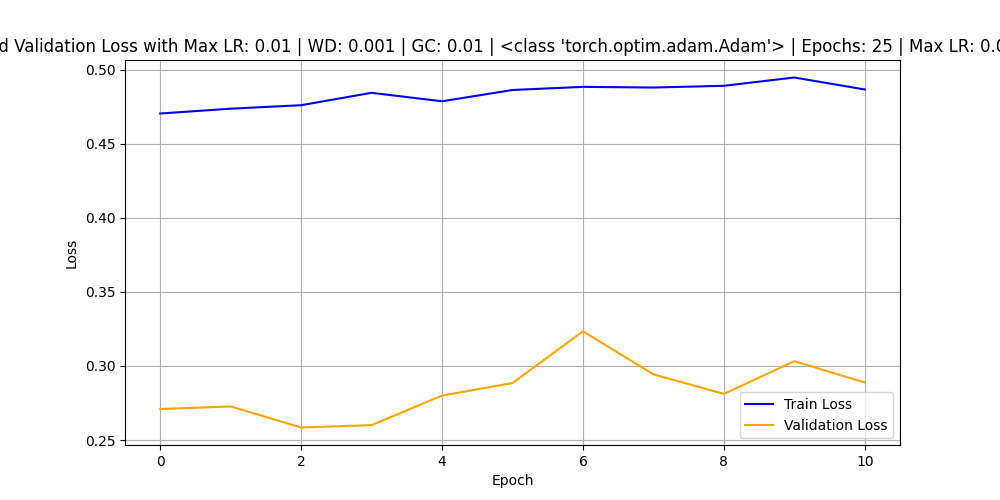 d Validation Loss with Max LR: 0.01 | WD: 0.001 | GC: 0.01 | <class 'torch.optim.adam.Adam'> | Epochs: 25 | Max LR: 0.0
0.50
0.45
0.40
0.35
0.30
0.25
Loss
Train Loss
Validation Loss
0 2 4 6 8 10
Epoch